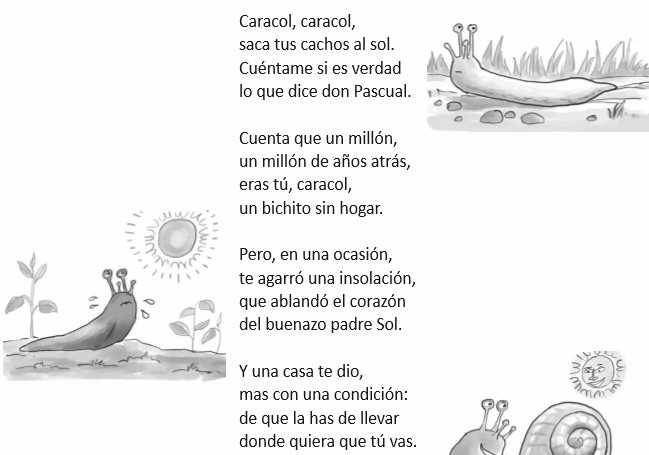 Caracol, caracol,
saca tus cachos al sol.
Cuéntame si es verdad
lo que dice don Pascual.
Cuenta que un millón,
un millón de años atrás,
eras tú, caracol,
un bichito sin hogar.
Pero, en una ocasión,
te agarró una insolación,
que ablandó el corazón
del buenazo padre Sol.
Y una casa te dio,
mas con una condición:
de que la has de llevar
donde quiera que tú vas.